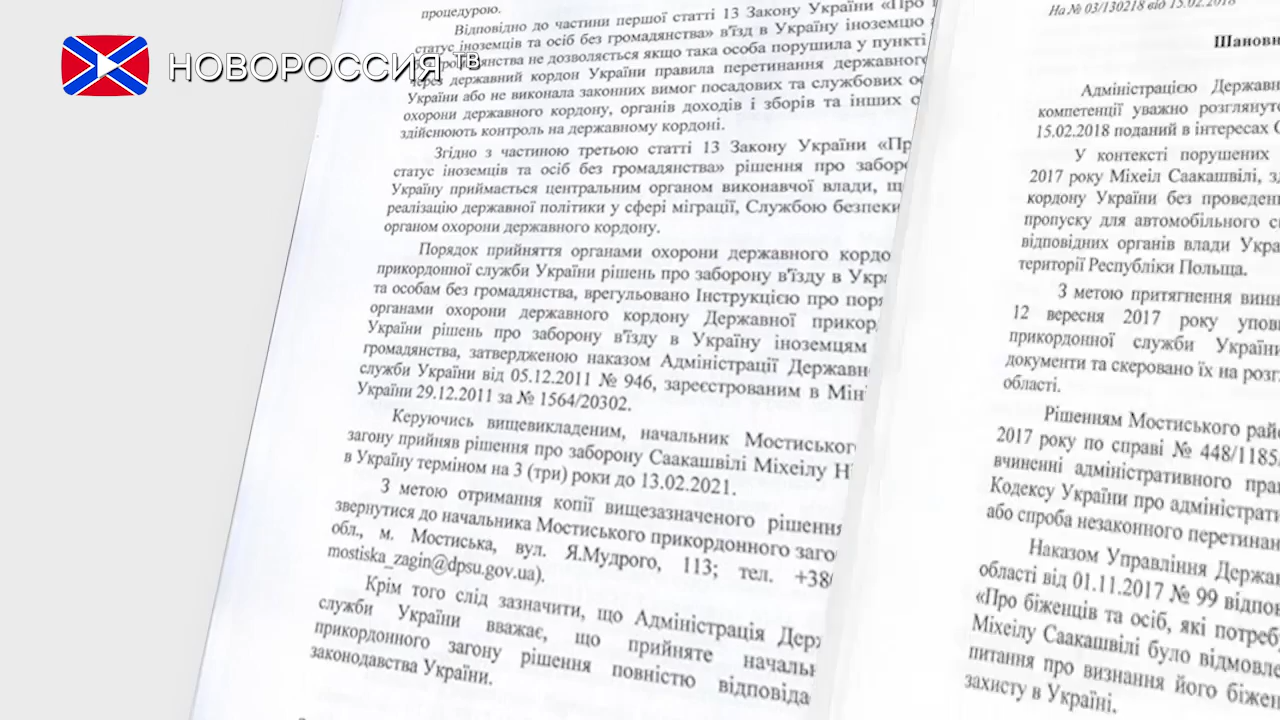 НОВОРОССИЯ ТВ
процедурою.
Відповідно до частини першої статті 13 Закону України «Про
статус іноземців та осіб без громадянства» в'їзд в Україну іноземцю
не дозволяється якщо така особа порушила у пункті
через державний кордон України правила перетинання державного
України або не виконала законних вимог посадових та службових
охорони державного кордону, органів доходів і зборів та інших
здійснюють контроль на державному кордоні.
Згідно з частиною третьою статті 13 Закону України «Пр
статус іноземців та осіб без громадянства» рішення про заборо
Україну приймається центральним органом виконавчої влади, щ
реалізацію державної політики у сфері міграції, Службою безпеки
органом охорони державного кордону.
Порядок прийняття органами охорони державного кордо
прикордонної служби України рішень про заборону в'їзду в Укра
та особам без громадянства, врегульовано Інструкцією про поря
органами охорони державного кордону Державної прикор
України рішень про заборону в'їзду в Україну іноземцям
громадянства, затвердженою наказом Адміністрації Державн
служби України від 05.12.2011 № 946, зареєстрованим в Мін
України 29.12.2011 за № 1564/20302.
Керуючись вищевикладеним, начальник Мостиського
загону прийняв рішення про заборону Саакашвілі Міхеілу Н
в Україну терміном на 3 (три) роки до 13.02.2021.
З метою отримання копії вищезазначеного рішення
звернутися до начальника Мостиського прикордонного заго
обл., м. Мостиська, вул. Я.Мудрого, 113; тел. +38
mostiska_zagin@dpsu.gov.ua).
Крім того слід зазначити, що Адміністрація Держ
служби України вважає, що прийняте началь
прикордонного загону рішення повністю відповіда
законодавства України.
На № 03/130218 від 15.02.2018
Шановн
Адміністрацією Державн
компетенції уважно розглянуто
15.02.2018 поданий в інтересах
У контексті порушених
2017 року Міхеіл Саакашвілі, зд
кордону України без проведен
пропуску для автомобільного с
відповідних органів влади Укра
території Республіки Польща.
З метою притягнення винн
12 вересня 2017 року упов
прикордонної служби України
документи та скеровано їх на розг
області.
Рішенням Мостиського рай
2017 року по справі № 448/1185
вчиненні адміністративного прав
Кодексу України про адміністрати
або спроба незаконного перетинан
Наказом Управління Держа
області від 01.11.2017 № 99 відпов
«Про біженців та осіб, які потребу
Міхеілу Саакашвілі було відмовле
питання про визнання його біжен
захисту в Україні.